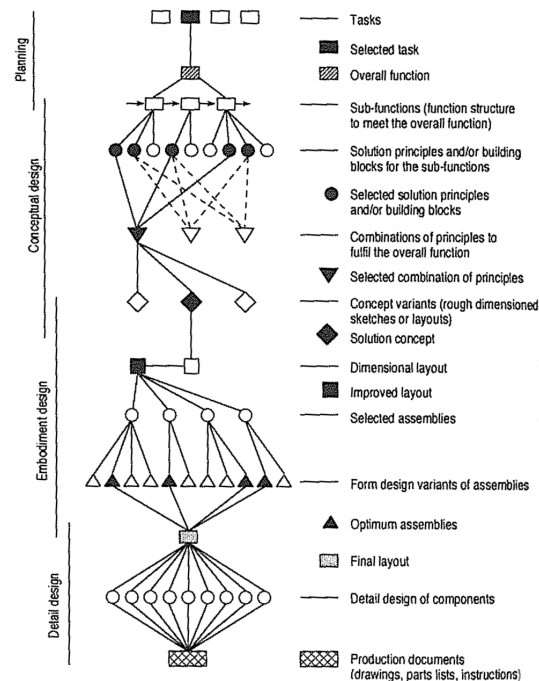 Planning
Conceptual design
Embodiment design
Detail design
Tasks
Selected task
Overall function
Sub-functions (function structure
to meet the overall function)
Solution principles and/or building
blocks for the sub-functions
Selected solution principles
and/or building blocks
Combinations of principles to
fulfil the overall function
Selected combination of principles
Concept variants (rough dimensioned
sketches or layouts)
Solution concept
Dimensional layout
Improved layout
Selected assemblies
Form design variants of assemblies
Optimum assemblies
Final layout
Detail design of components
Production documents
(drawings, parts lists, instructions)